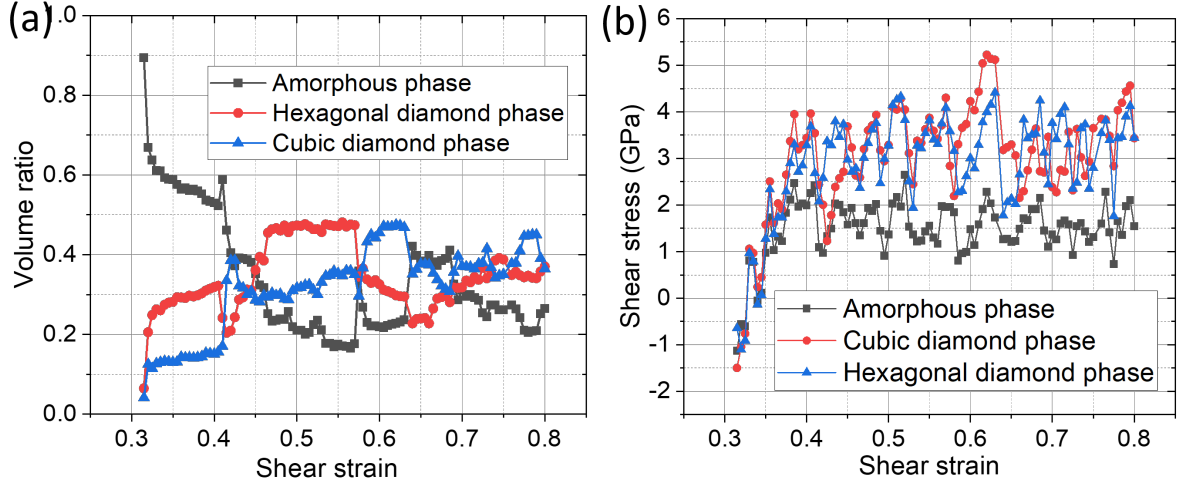 (a)
1.0
0.8
0.6
0.4
0.2
0.0
Volume ratio
Amorphous phase
Hexagonal diamond phase
Cubic diamond phase
0.3 0.4 0.5 0.6 0.7 0.8
Shear strain
(b)
6
5
4
3
2
1
0
-1
-2
Shear stress (GPa)
Amorphous phase
Cubic diamond phase
Hexagonal diamond phase
0.3 0.4 0.5 0.6 0.7 0.8
Shear strain